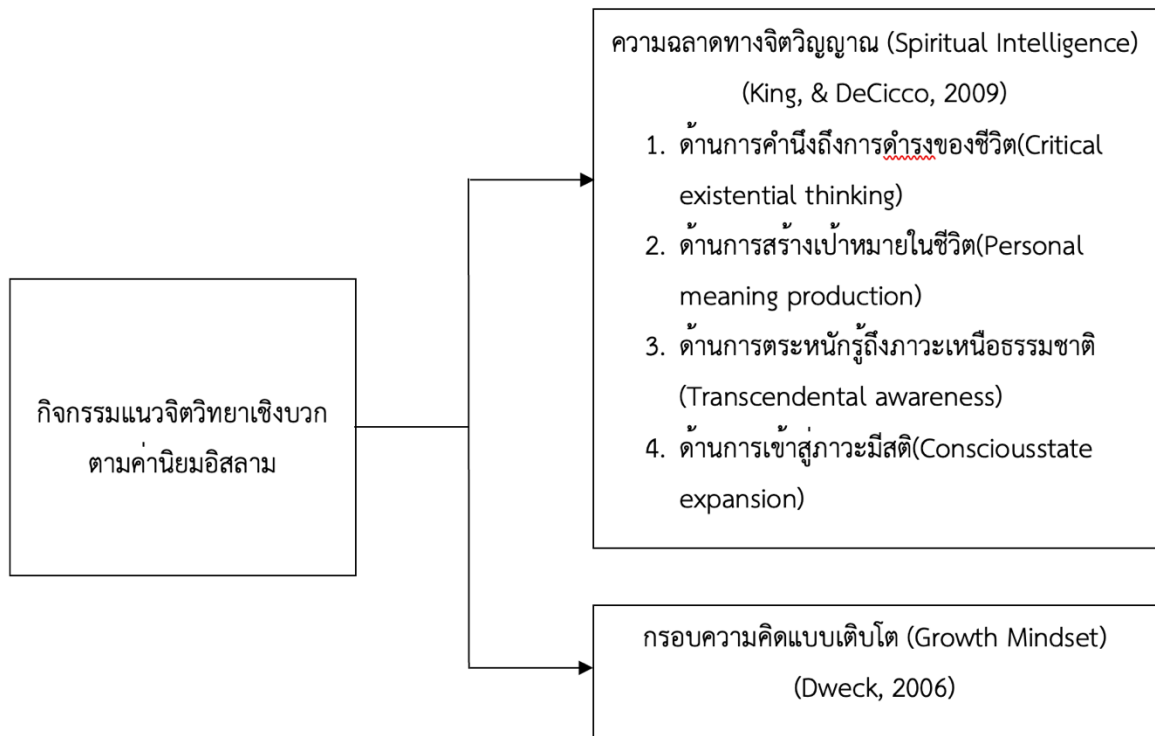 ความฉลาดทางจิตวิญญาณ (Spiritual Intelligence)
(King, & DeCicco, 2009)
1. ด้านการคำนึงถึงการดำรงของชีวิต(Critical
existential thinking)
2. ด้านการสร้างเป้าหมายในชีวิต(Personal
meaning production)
3. ด้านการตระหนักรู้ถึงภาวะเหนือธรรมชาติ
(Transcendental awareness)
4. ด้านการเข้าสู่ภาวะมีสติ(Consciousstate
expansion)
กิจกรรมแนวจิตวิทยาเชิงบวก
ตามค่านิยมอิสลาม
กรอบความคิดแบบเติบโต (Growth Mindset)
(Dweck, 2006)